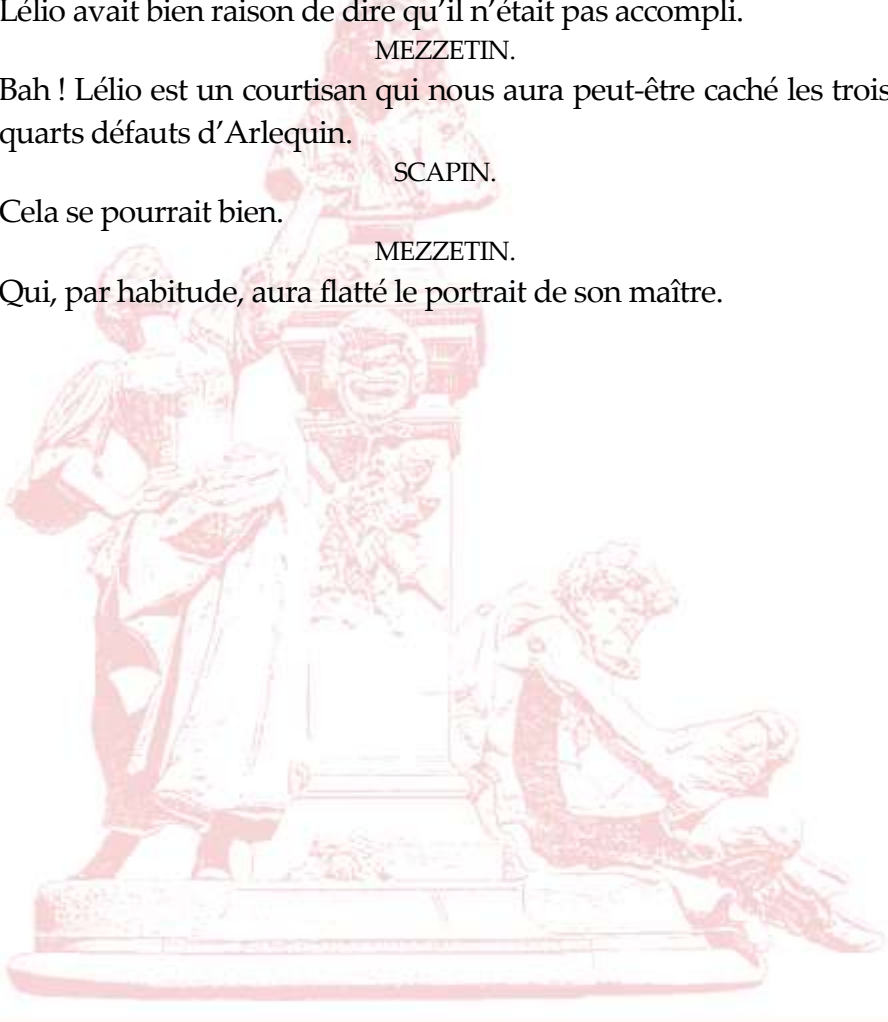 Lélio avait bien raison de dire qu’il n’était pas accompli.
MEZZETIN.
Bah ! Lélio est un courtisan qui nous aura peut-être caché les trois
quarts défauts d’Arlequin.
SCAPIN.
Cela se pourrait bien.
MEZZETIN.
Qui, par habitude, aura flatté le portrait de son maître.